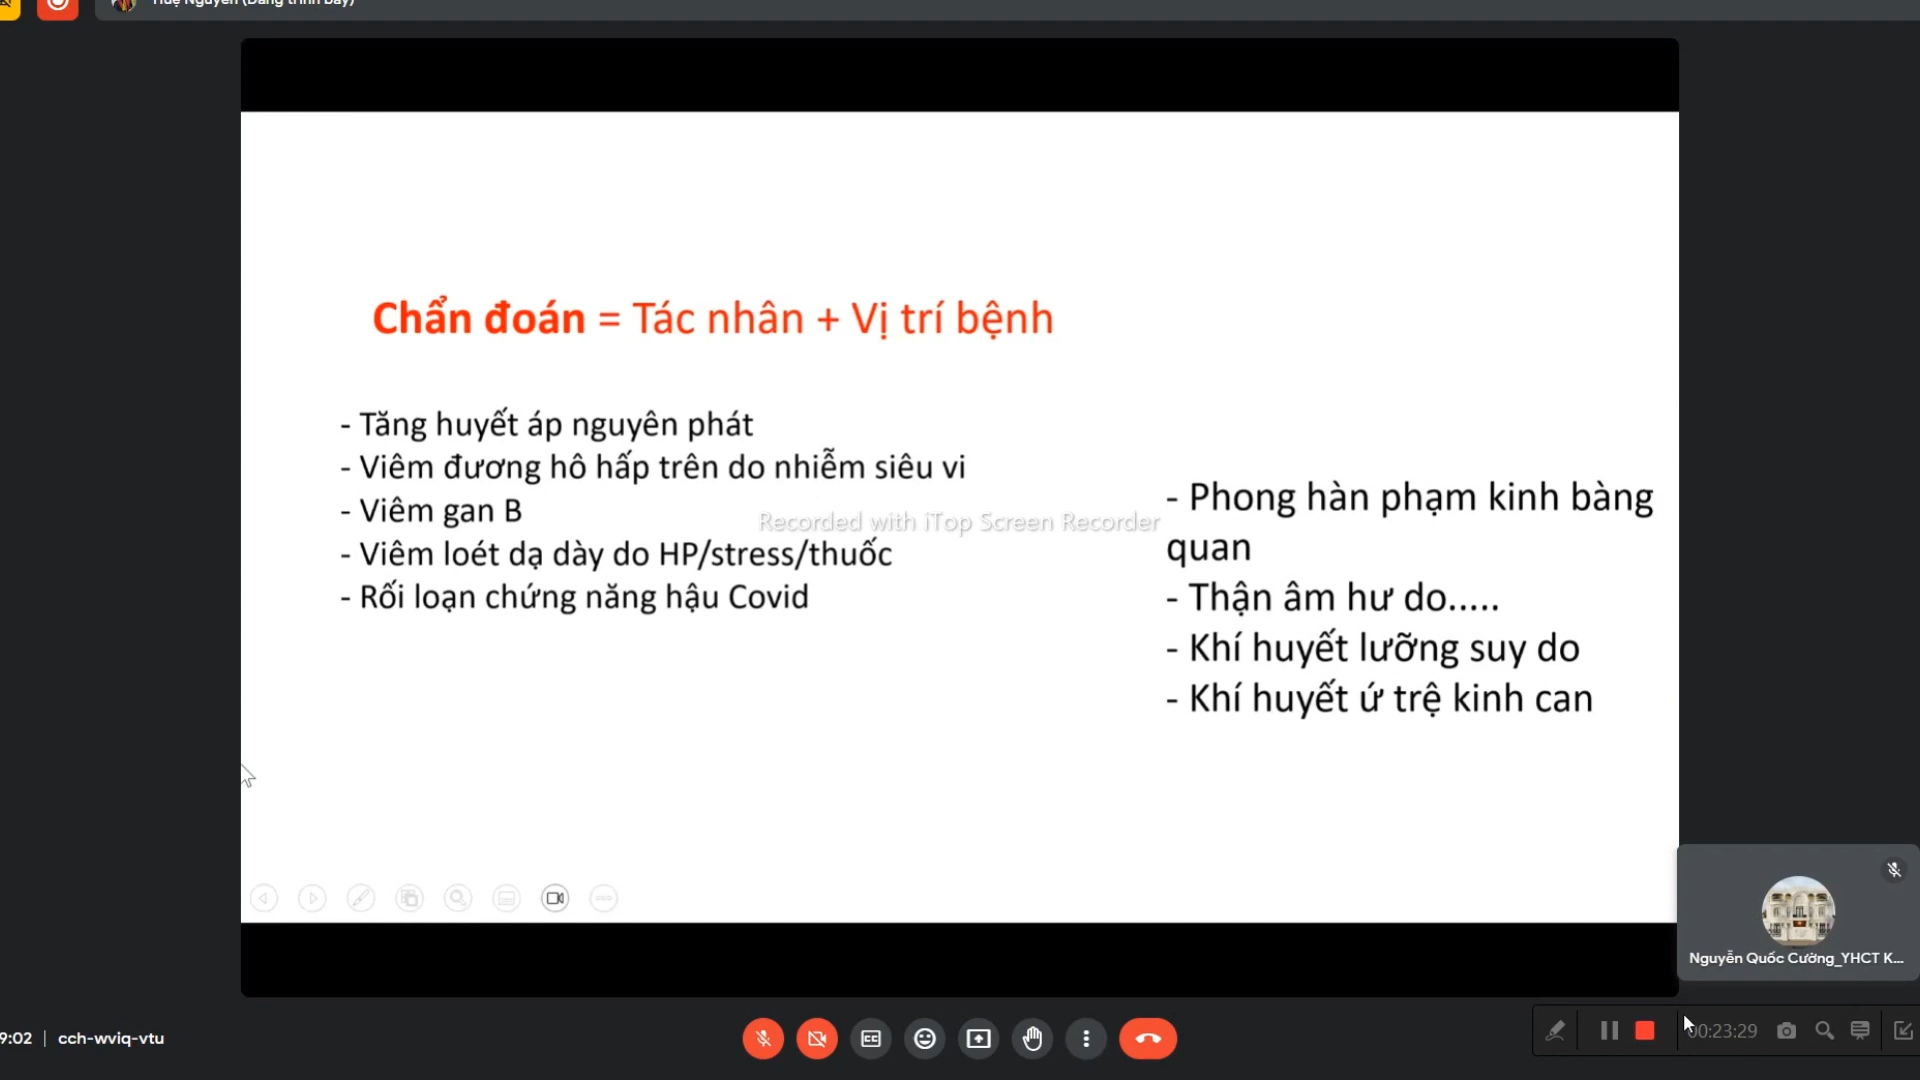 Huệ Nguyễn (Đang trình bày)
Chẩn đoán = Tác nhân + Vị trí bệnh
- Tăng huyết áp nguyên phát
- Viêm đương hô hấp trên do nhiễm siêu vi
- Viêm gan B
- Viêm loét dạ dày do HP/stress/thuốc
- Rối loạn chứng năng hậu Covid
Recorded with iTop Screen Recorder
- Phong hàn phạm kinh bàng
quan
- Thận âm hư do.....
- Khí huyết lưỡng suy do
- Khí huyết ứ trệ kinh can
Nguyễn Quốc Cường_YHCT K...
9:02 | cch-wviq-vtu
00:23:29